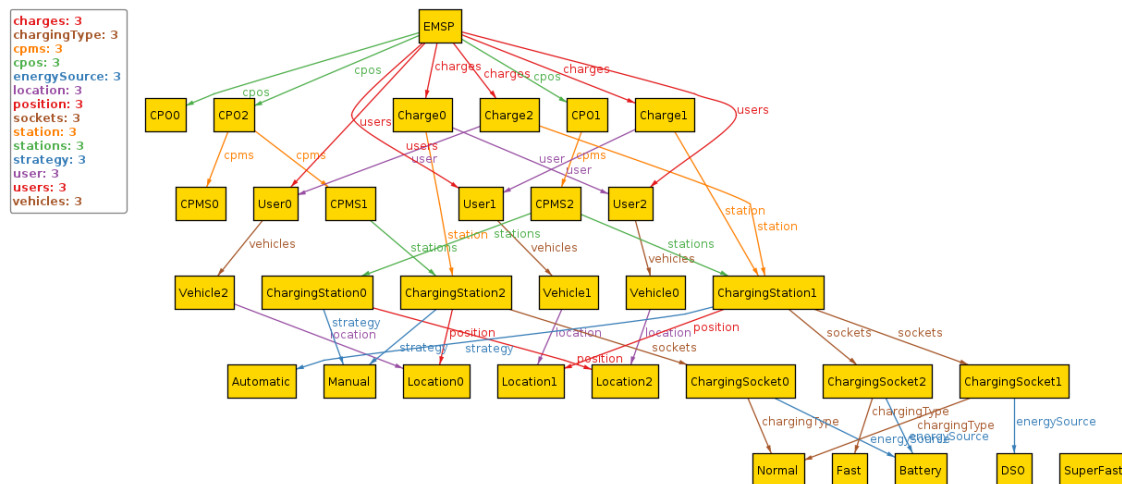 charges: 3
chargingType: 3
cpms: 3
cpos: 3
energySource: 3
location: 3
position: 3
sockets: 3
station: 3
stations: 3
strategy: 3
user: 3
users: 3
vehicles: 3
EMSP
charges
charges
charges
cpos
cpos
users
users
users
CPO0
CPO2
Charge0
Charge2
CPO1
Charge1
cpms
cpms
user
user
cpms
user
CPMS0
User0
CPMS1
User1
CPMS2
User2
station
station
vehicles
stations
station
stations
vehicles
stations
vehicles
Vehicle2
ChargingStation0
ChargingStation2
Vehicle1
Vehicle0
ChargingStation1
strategy
location
position
location
location
position
sockets
sockets
strategy
strategy
sockets
position
Automatic
Manual
Location0
Location1
Location2
ChargingSocket0
ChargingSocket2
ChargingSocket1
chargingType
chargingType
chargingType
energySource
energySource
energySource
Normal
Fast
Battery
DSO
SuperFast